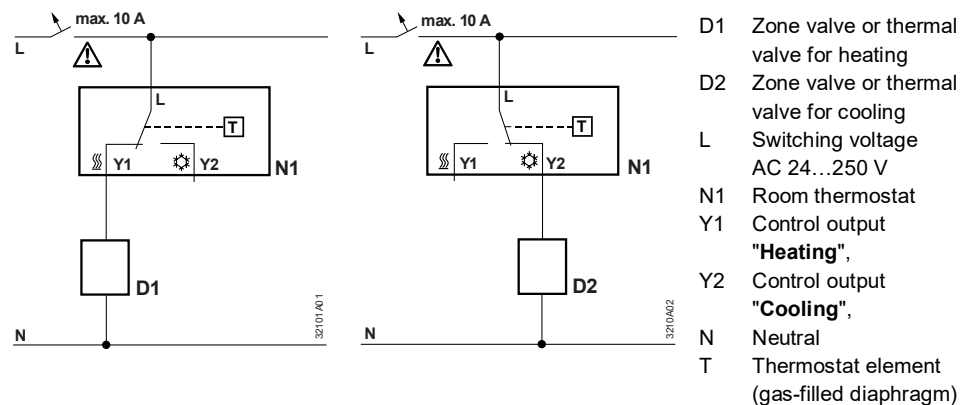 max. 10 A
L
L
T
Y1
Y2
N1
D1
N
32101A01
max. 10 A
L
L
T
Y1
Y2
N1
D2
N
3210A02
D1 Zone valve or thermal
valve for heating
D2 Zone valve or thermal
valve for cooling
L Switching voltage
AC 24…250 V
N1 Room thermostat
Y1 Control output
"Heating",
Y2 Control output
"Cooling",
N Neutral
T Thermostat element
(gas-filled diaphragm)